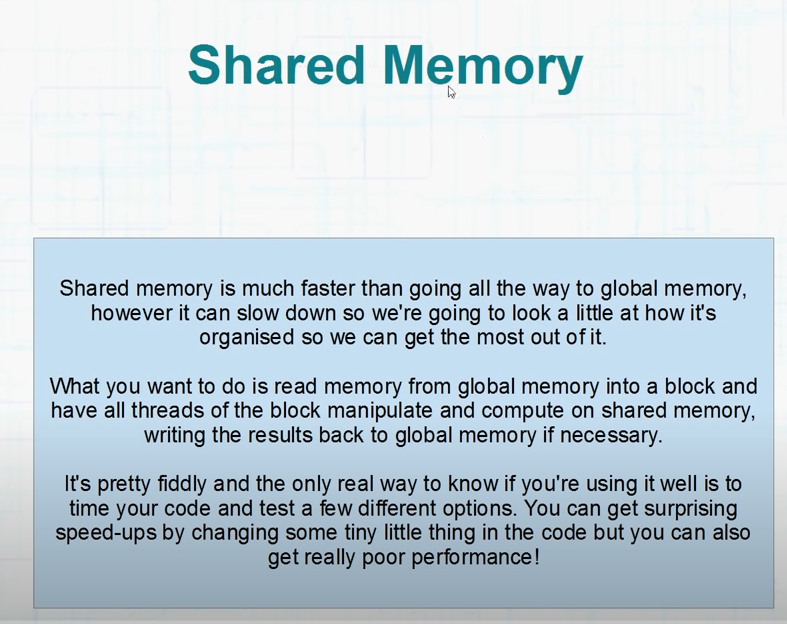 Shared Memory
Shared memory is much faster than going all the way to global memory,
however it can slow down so we're going to look a little at how it's
organised so we can get the most out of it.
What you want to do is read memory from global memory into a block and
have all threads of the block manipulate and compute on shared memory,
writing the results back to global memory if necessary.
It's pretty fiddly and the only real way to know if you're using it well is to
time your code and test a few different options. You can get surprising
speed-ups by changing some tiny little thing in the code but you can also
get really poor performance!